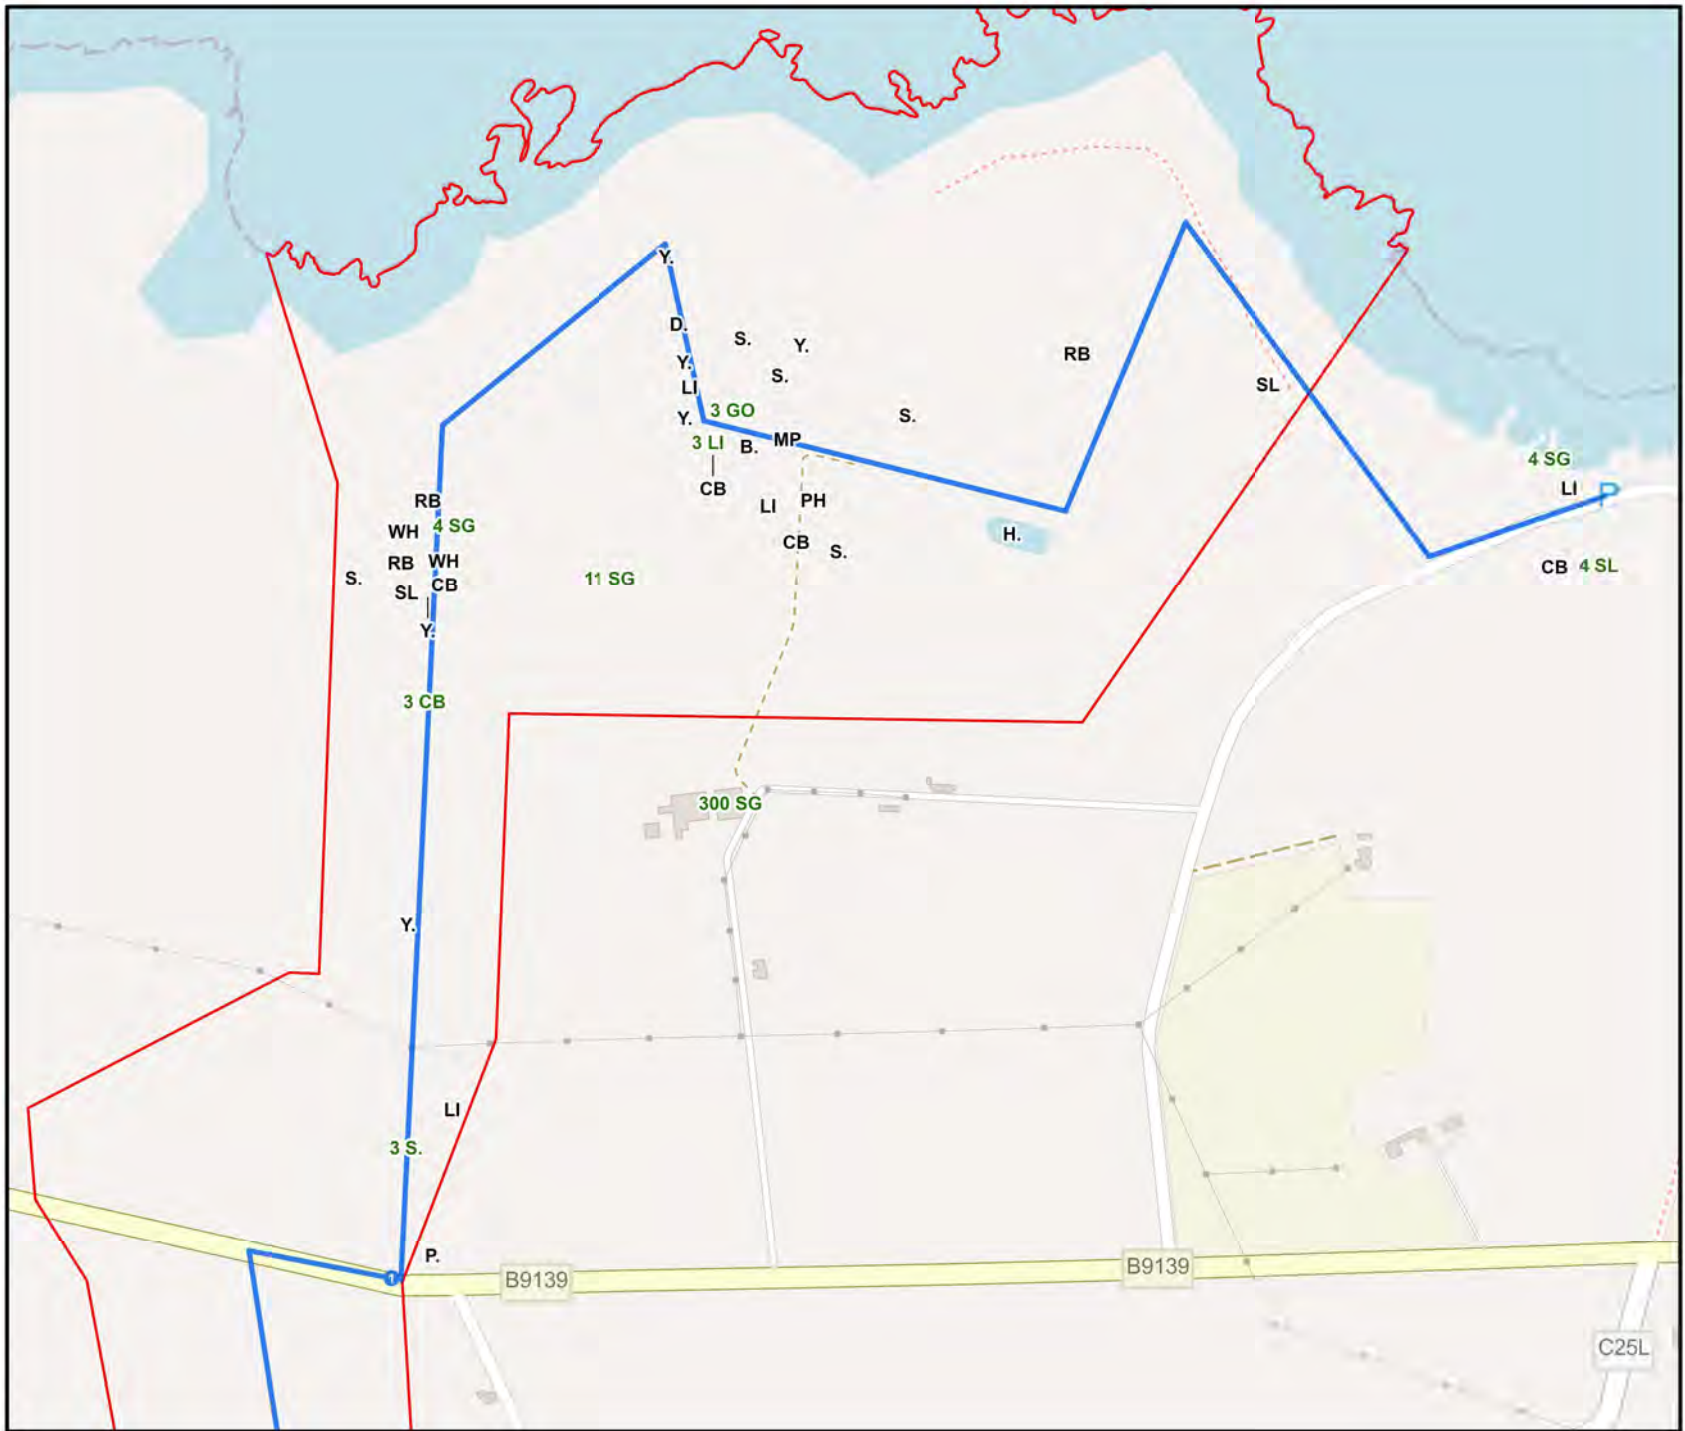 Y.
D.
S.
Y.
RB
Y.
S.
LI
SL
3 GO
Y.
S.
3 LI
B.
MP
4 SG
CB
LI
P
RB
LI
PH
4 SG
WH
H.
CB
S.
RB
WH
CB
4 SL
S.
11 SG
SL
CB
Y.
3 CB
300 SG
Y.
LI
3 S.
P.
1
B9139
B9139
C25L